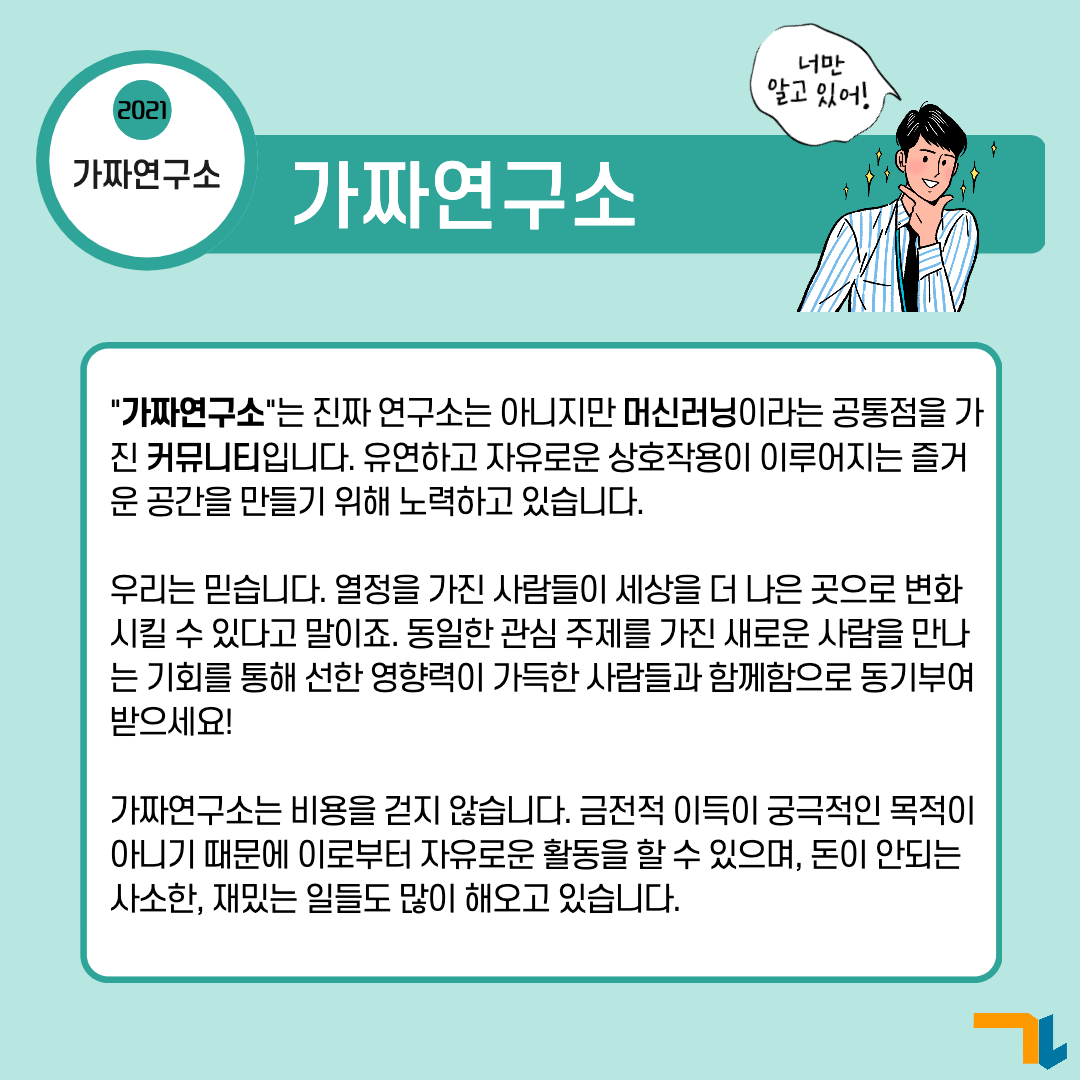 너만
알고 있어!
2021
가짜연구소
가짜연구소
"가짜연구소"는 진짜 연구소는 아니지만 머신러닝이라는 공통점을 가
진 커뮤니티입니다. 유연하고 자유로운 상호작용이 이루어지는 즐거
운 공간을 만들기 위해 노력하고 있습니다.
우리는 믿습니다. 열정을 가진 사람들이 세상을 더 나은 곳으로 변화
시킬 수 있다고 말이죠. 동일한 관심 주제를 가진 새로운 사람을 만나
는 기회를 통해 선한 영향력이 가득한 사람들과 함께함으로 동기부여
받으세요!
가짜연구소는 비용을 걷지 않습니다. 금전적 이득이 궁극적인 목적이
아니기 때문에 이로부터 자유로운 활동을 할 수 있으며, 돈이 안되는
사소한, 재밌는 일들도 많이 해오고 있습니다.